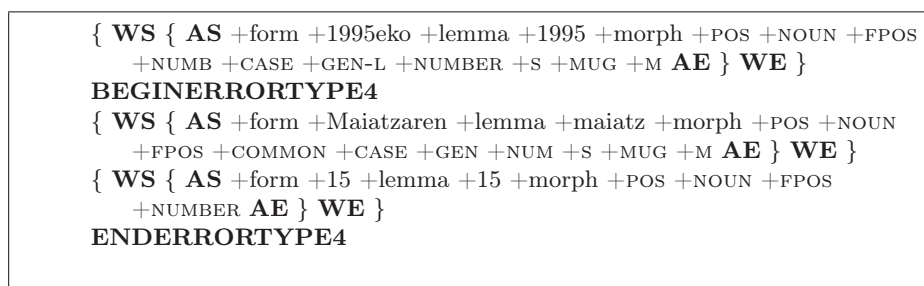 { WS { AS +form +1995eko +lemma +1995 +morph +POS +NOUN +FPOS
+NUMB +CASE +GEN-L +NUMBER +S +MUG +M AE } WE }
BEGINERRORTYPE4
{ WS { AS +form +Maiatzaren +lemma +maiatz +morph +POS +NOUN
+FPOS +COMMON +CASE +GEN +NUM +S +MUG +M AE } WE }
{ WS { AS +form +15 +lemma +15 +morph +POS +NOUN +FPOS
+NUMBER AE } WE }
ENDERRORTYPE4